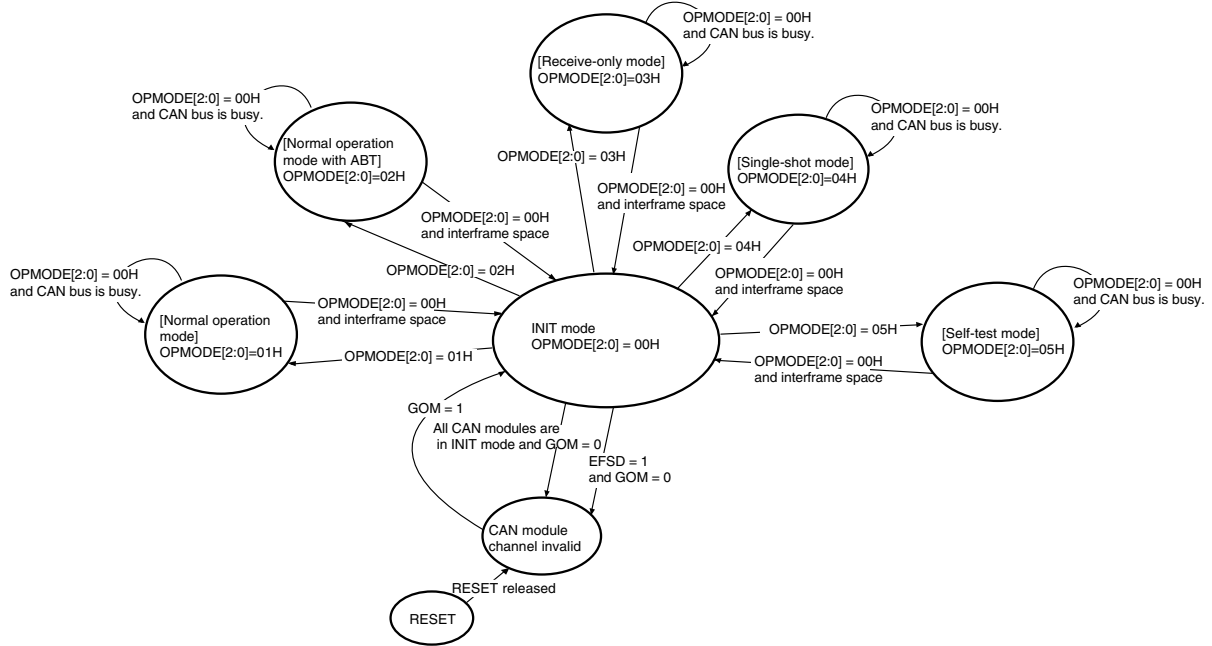 OPMODE[2:0] = 00H
and CAN bus is busy.
[Receive-only mode]
OPMODE[2:0]=03H
OPMODE[2:0] = 00H
and CAN bus is busy.
[Normal operation
mode with ABT]
OPMODE[2:0]=02H
OPMODE[2:0] = 00H
and CAN bus is busy.
[Single-shot mode]
OPMODE[2:0]=04H
OPMODE[2:0] = 03H
OPMODE[2:0] = 00H
and interframe space
OPMODE[2:0] = 00H
and interframe space
OPMODE[2:0] = 04H
OPMODE[2:0] = 02H
OPMODE[2:0] = 00H
and interframe space
OPMODE[2:0] = 00H
and CAN bus is busy.
[Normal operation
mode]
OPMODE[2:0]=01H
OPMODE[2:0] = 00H
and interframe space
OPMODE[2:0] = 01H
INIT mode
OPMODE[2:0] = 00H
OPMODE[2:0] = 05H
OPMODE[2:0] = 00H
and interframe space
[Self-test mode]
OPMODE[2:0]=05H
OPMODE[2:0] = 00H
and CAN bus is busy.
GOM = 1
All CAN modules are
in INIT mode and GOM = 0
EFSD = 1
and GOM = 0
CAN module
channel invalid
RESET released
RESET